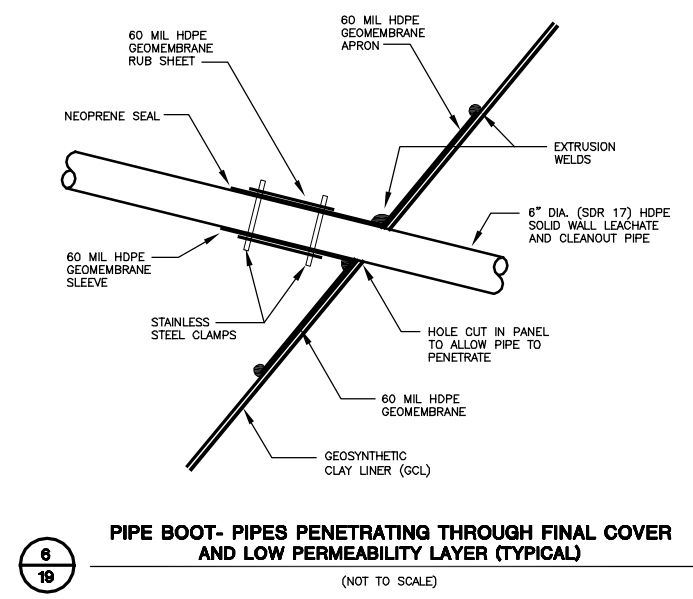 60 MIL HDPE
GEOMEMBRANE
APRON
60 MIL HDPE
GEOMEMBRANE
RUB SHEET
NEOPRENE SEAL
EXTRUSION
WELDS
6" DIA. (SDR 17) HDPE
SOLID WALL LEACHATE
AND CLEANOUT PIPE
60 MIL HDPE
GEOMEMBRANE
SLEEVE
STAINLESS
STEEL CLAMPS
HOLE CUT IN PANEL
TO ALLOW PIPE TO
PENETRATE
60 MIL HDPE
GEOMEMBRANE
GEOSYNTHETIC
CLAY LINER (GCL)
6
19
PIPE BOOT- PIPES PENETRATING THROUGH FINAL COVER
AND LOW PERMEABILITY LAYER (TYPICAL)
(NOT TO SCALE)